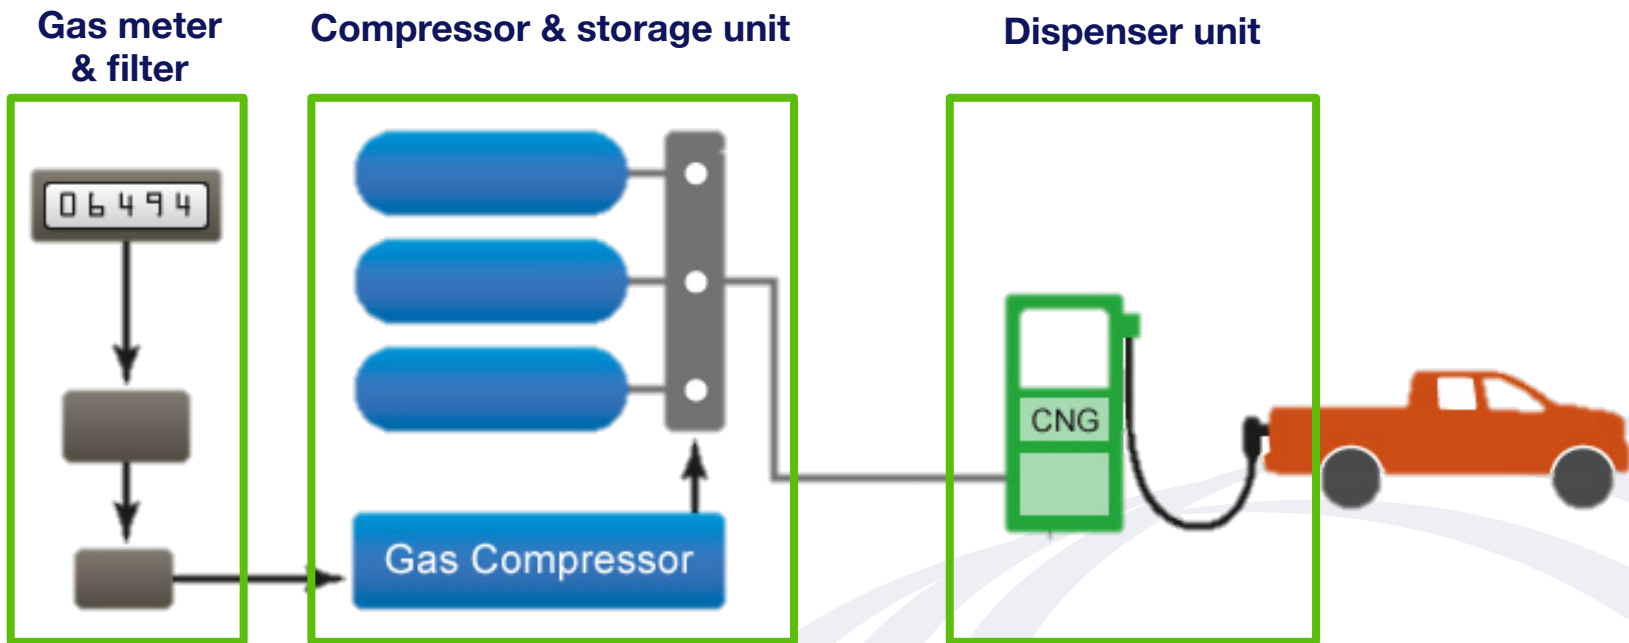 Gas meter
& filter
Compressor & storage unit
Dispenser unit
06494
CNG
Gas Compressor